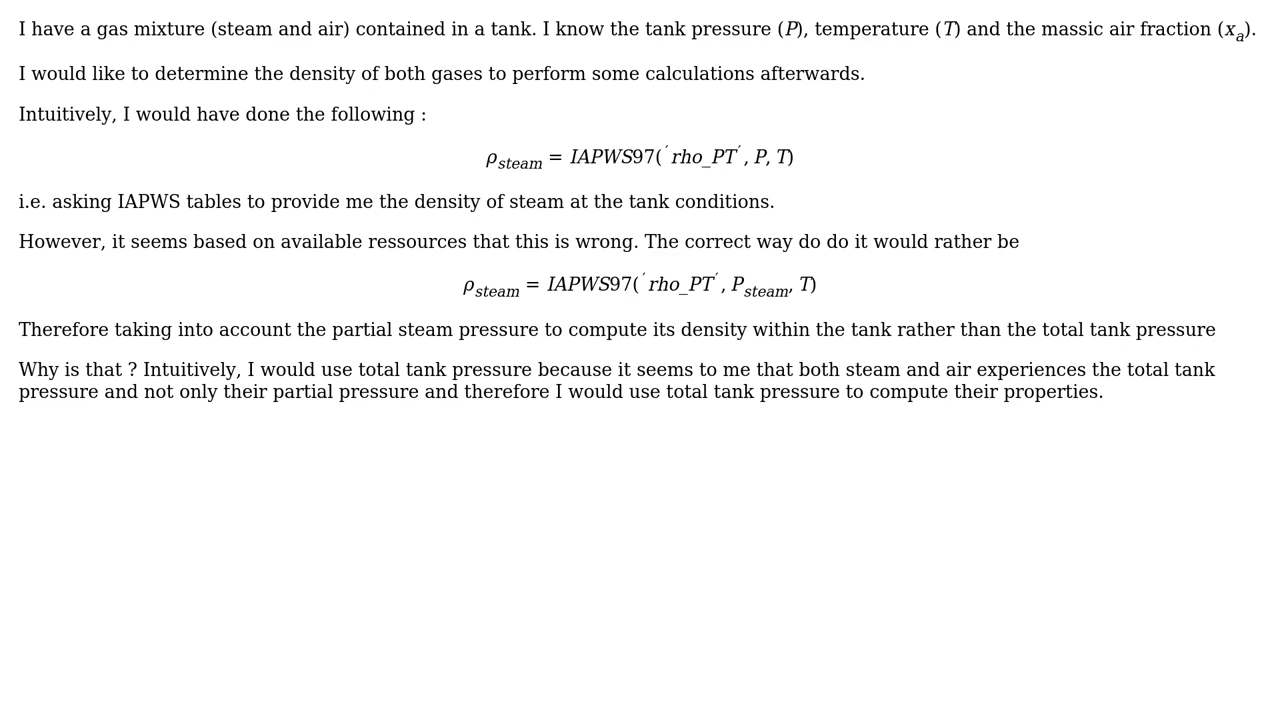 I have a gas mixture (steam and air) contained in a tank. I know the tank pressure (P), temperature (T) and the massic air fraction (x_a).
I would like to determine the density of both gases to perform some calculations afterwards.
Intuitively, I would have done the following :
ρ_steam = IAPWS97(′rho_PT′, P, T)
i.e. asking IAPWS tables to provide me the density of steam at the tank conditions.
However, it seems based on available ressources that this is wrong. The correct way do do it would rather be
ρ_steam = IAPWS97(′rho_PT′, P_steam, T)
Therefore taking into account the partial steam pressure to compute its density within the tank rather than the total tank pressure
Why is that ? Intuitively, I would use total tank pressure because it seems to me that both steam and air experiences the total tank
pressure and not only their partial pressure and therefore I would use total tank pressure to compute their properties.